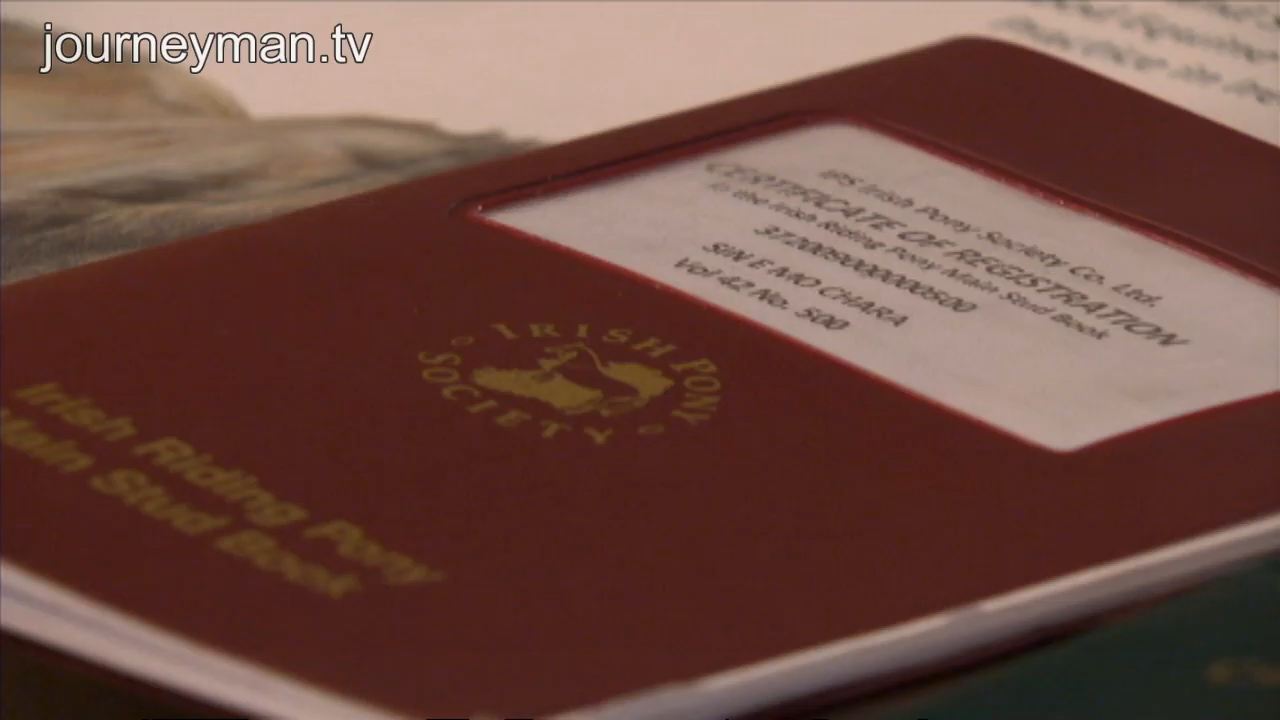 journeyman.tv
IPS Irish Pony Society Co. Ltd.
CERTIFICATE OF REGISTRATION
to the Irish Riding Pony Main Stud Book
372005000000500
SIN E MO CHARA
Vol 42 No. 500
IRISH PONY
SOCIETY
Irish Riding Pony
Main Stud Book